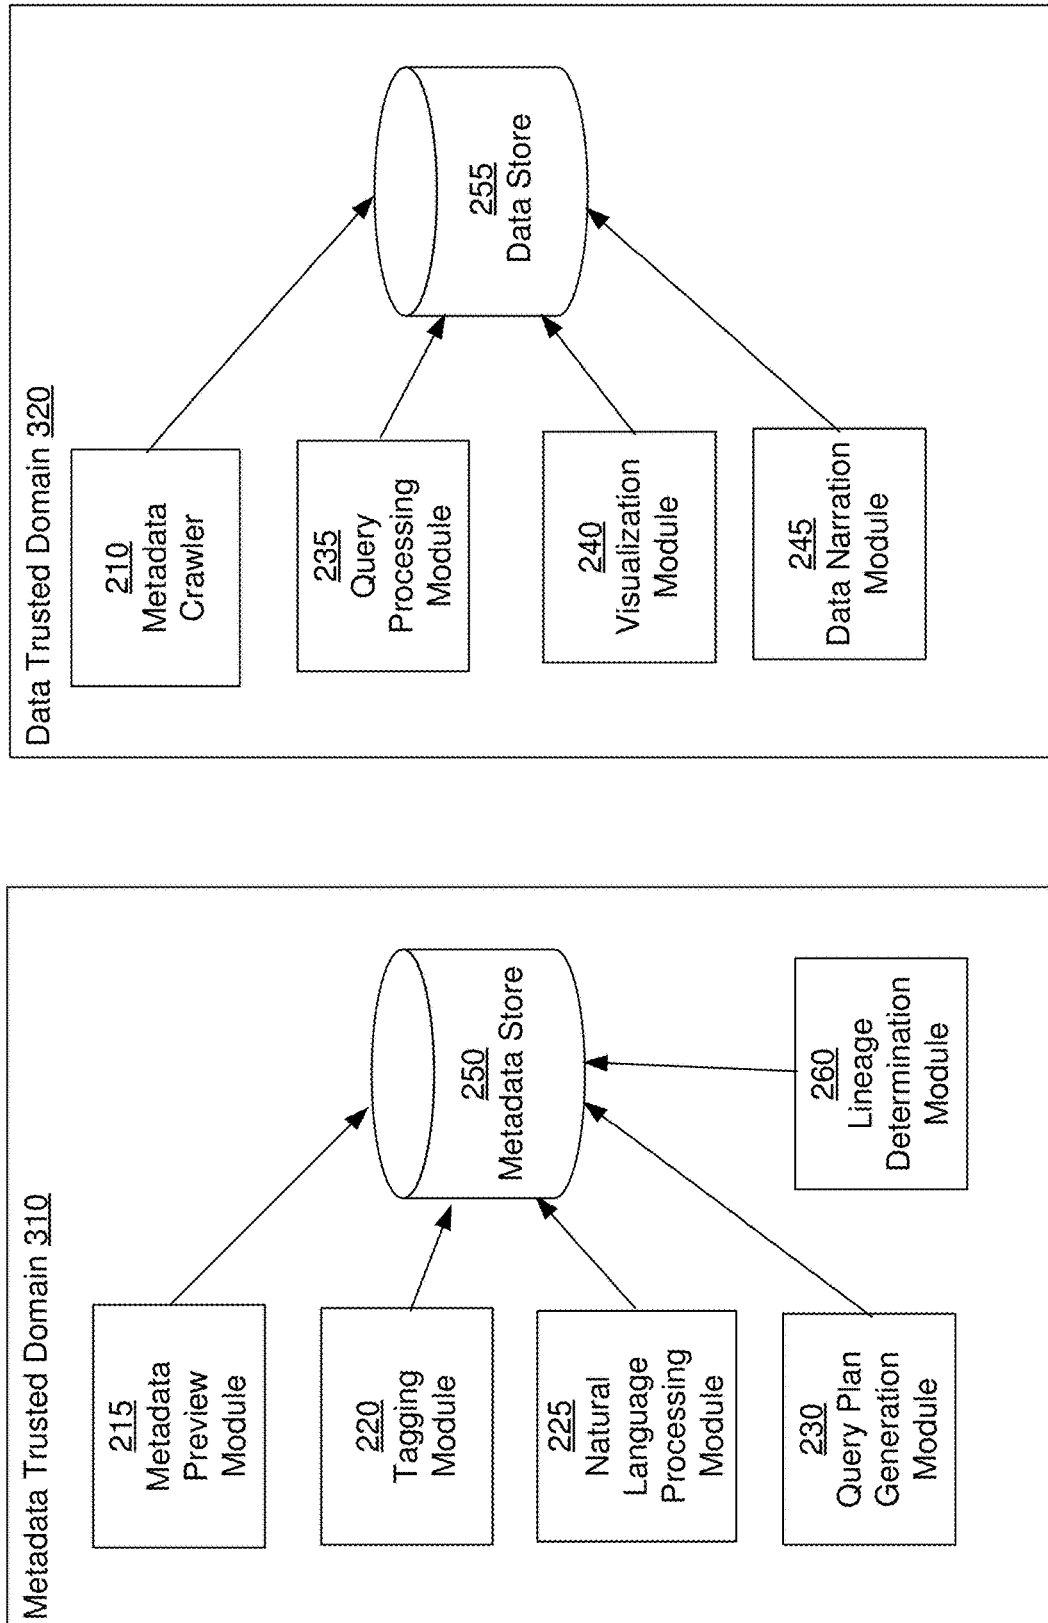 Metadata Trusted Domain 310
215
Metadata
Preview
Module
220
Tagging
Module
225
Natural
Language
Processing
Module
230
Query Plan
Generation
Module
250
Metadata Store
260
Lineage
Determination
Module
Data Trusted Domain 320
210
Metadata
Crawler
235
Query
Processing
Module
240
Visualization
Module
245
Data Narration
Module
255
Data Store